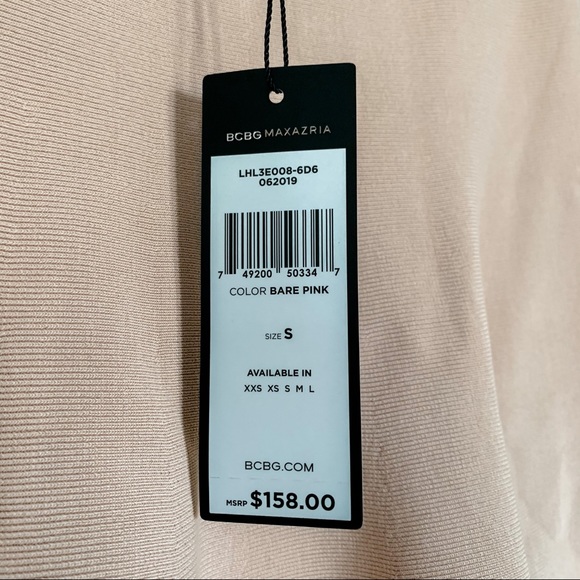 BCBGMAXAZRIA
LHL3E008-6D6
062019
7 49200 50334 7
COLOR BARE PINK
SIZE S
AVAILABLE IN
XXS XS S M L
BCBG.COM
MSRP $158.00